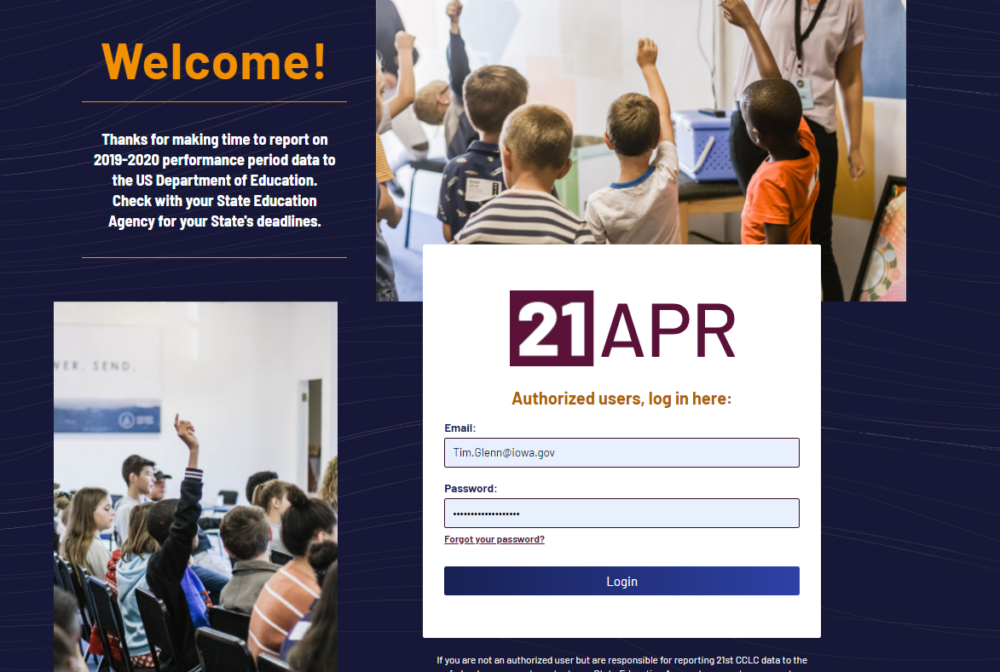 Welcome!
Thanks for making time to report on
2019-2020 performance period data to
the US Department of Education.
Check with your State Education
Agency for your State's deadlines.
VER. SEND.
21APR
Authorized users, log in here:
Email:
Tim.Glenn@iowa.gov
Password:
•••••••••••••••••••
Forgot your password?
Login
If you are not an authorized user but are responsible for reporting 21st CCLC data to the